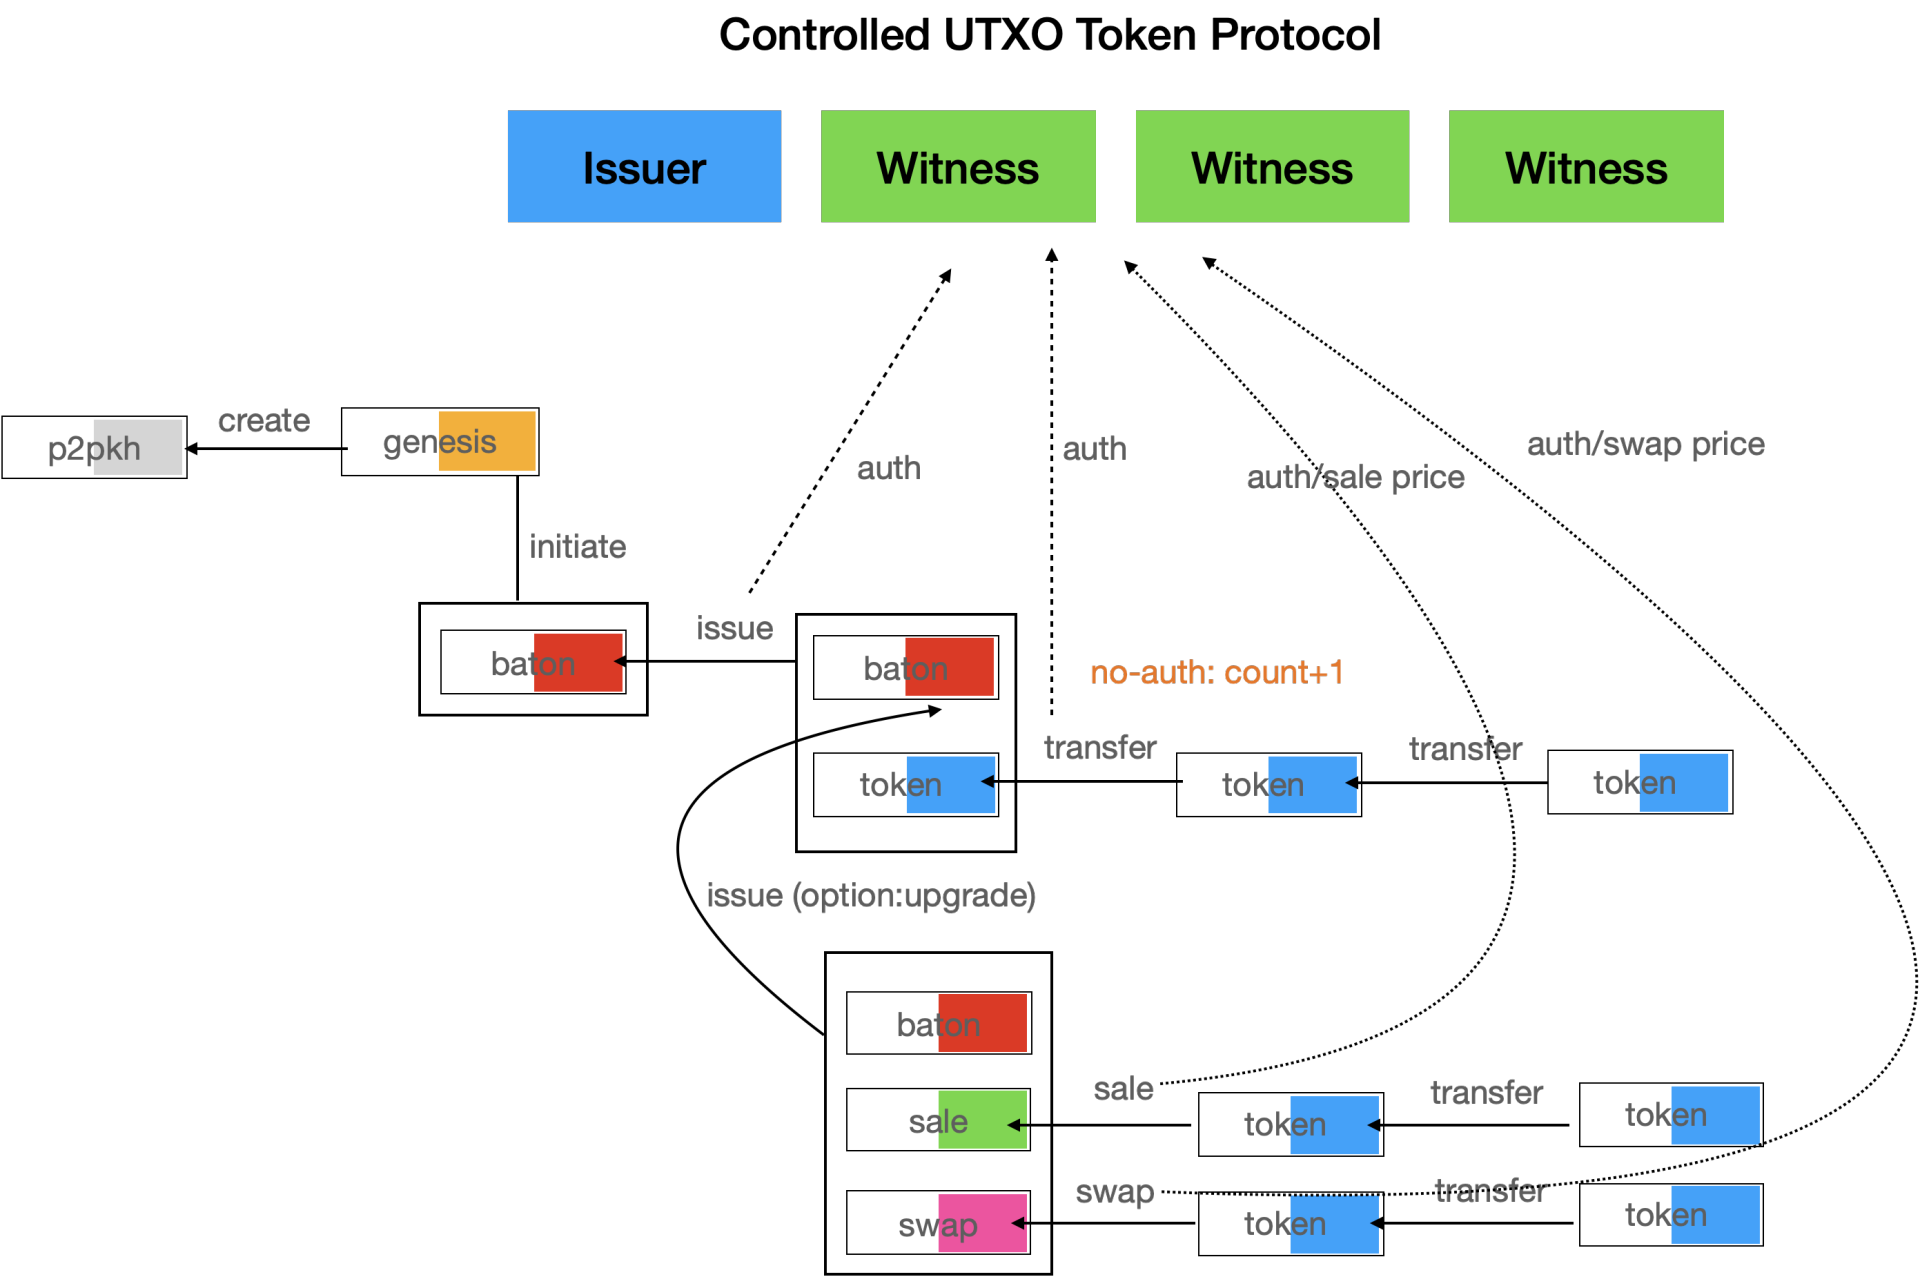 Controlled UTXO Token Protocol
Issuer
Witness
Witness
Witness
p2pkh
create
genesis
auth
auth
auth/sale price
auth/swap price
initiate
baton
issue
baton
no-auth: count+1
token
transfer
token
transfer
token
issue (option:upgrade)
baton
sale
sale
token
transfer
token
swap
swap
token
transfer
token